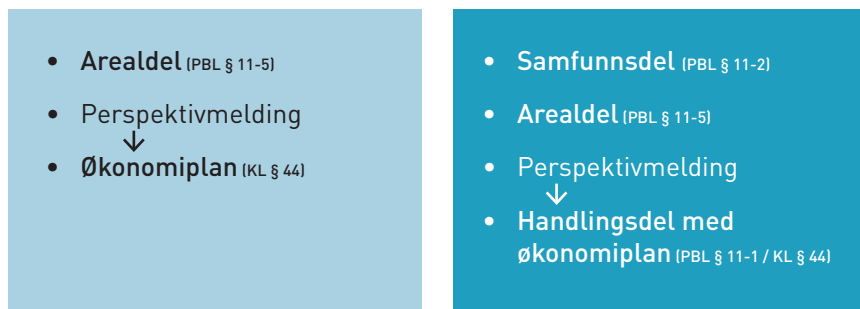 • Arealdel (PBL § 11-5)
• Perspektivmelding
↓
• Økonomiplan (KL § 44)
• Samfunnsdel (PBL § 11-2)
• Arealdel (PBL § 11-5)
• Perspektivmelding
↓
• Handlingsdel med
økonomiplan (PBL § 11-1 / KL § 44)